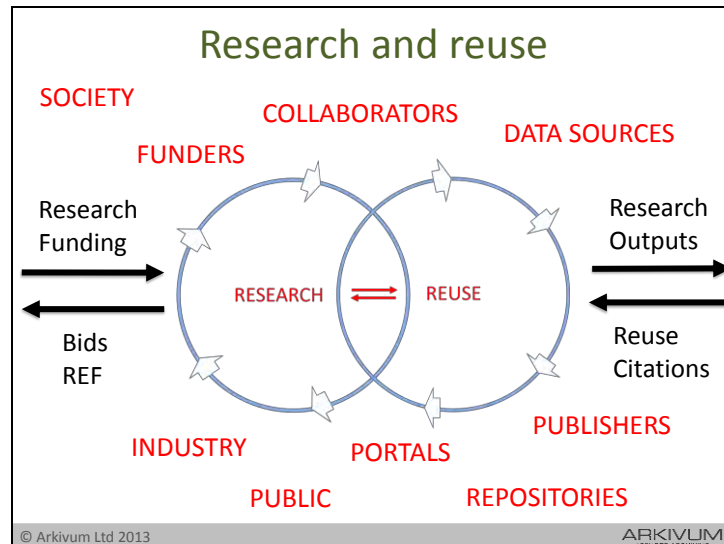 Research and reuse
SOCIETY
COLLABORATORS
DATA SOURCES
FUNDERS
Research
Funding
Research
Outputs
RESEARCH
REUSE
Bids
REF
Reuse
Citations
INDUSTRY
PORTALS
PUBLISHERS
PUBLIC
REPOSITORIES
© Arkivum Ltd 2013
ARKIVUM